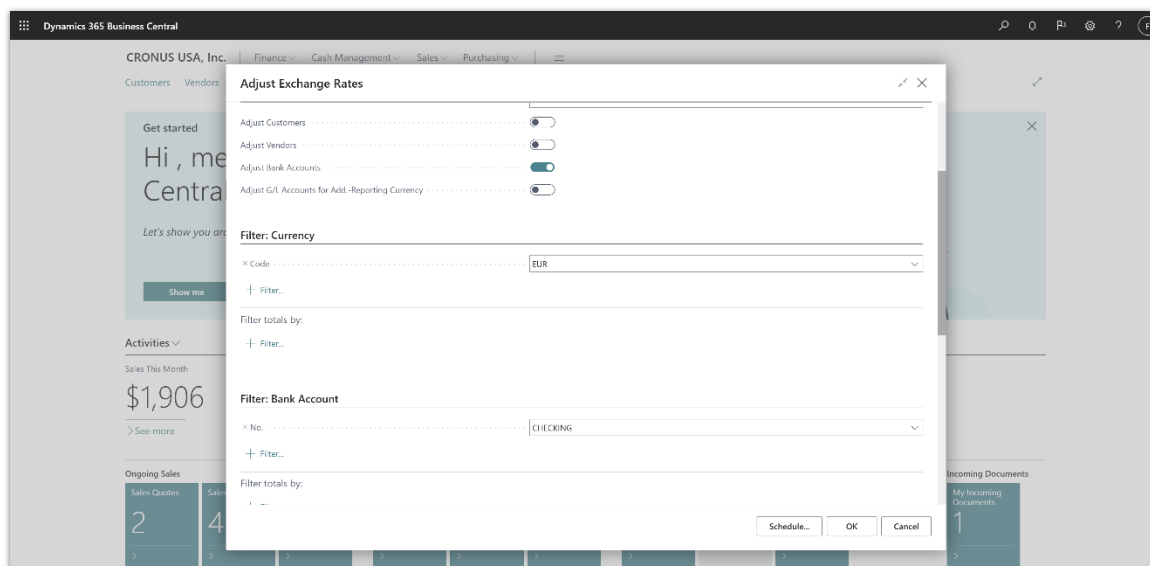 Dynamics 365 Business Central
CRONUS USA, Inc. Finance Cash Management Sales Purchasing
Customers Vendors
Adjust Exchange Rates
Get started
Hi , me
Central
Let's show you
Show me
Adjust Customers
Adjust Vendors
Adjust Bank Accounts
Adjust G/L Accounts for Add.-Reporting Currency
Filter: Currency
× Code EUR
+ Filter...
Filter totals by:
+ Filter...
Filter: Bank Account
× No. CHECKING
+ Filter...
Filter totals by:
Schedule... OK Cancel
Activities
Sales This Month
$1,906
> See more
Ongoing Sales
Sales Quotes
2
4
Incoming Documents
My Incoming
Documents
1